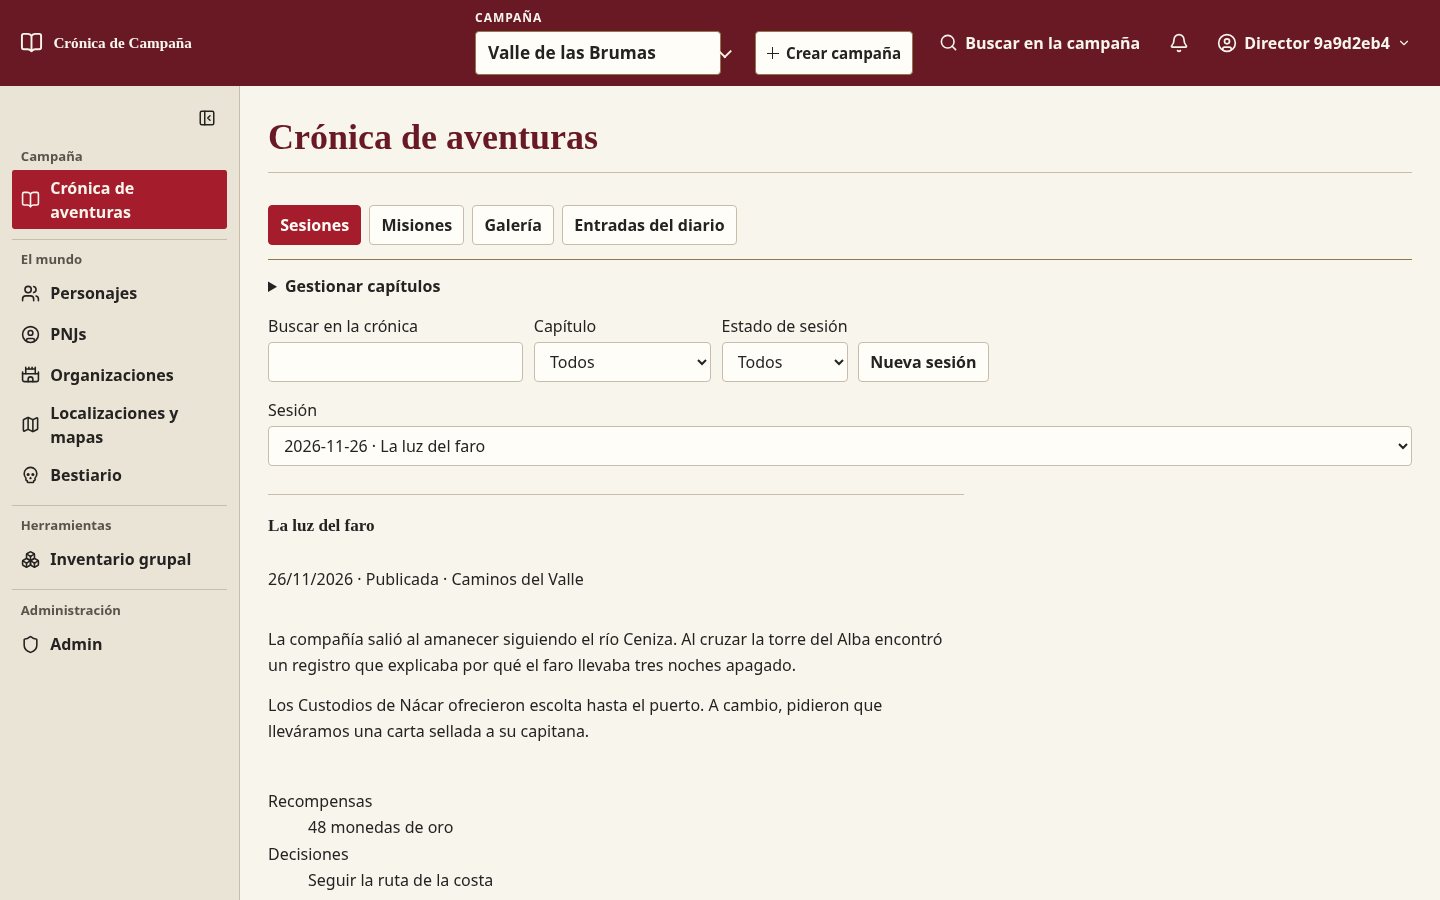 Crónica de Campaña
CAMPAÑA
Valle de las Brumas
Crear campaña
Buscar en la campaña
Director 9a9d2eb4
Campaña
Crónica de
aventuras
El mundo
Personajes
PNJs
Organizaciones
Localizaciones y
mapas
Bestiario
Herramientas
Inventario grupal
Administración
Admin
Crónica de aventuras
Sesiones
Misiones
Galería
Entradas del diario
Gestionar capítulos
Buscar en la crónica
Capítulo
Estado de sesión
Todos
Todos
Nueva sesión
Sesión
2026-11-26 · La luz del faro
La luz del faro
26/11/2026 · Publicada · Caminos del Valle
La compañía salió al amanecer siguiendo el río Ceniza. Al cruzar la torre del Alba encontró
un registro que explicaba por qué el faro llevaba tres noches apagado.
Los Custodios de Nácar ofrecieron escolta hasta el puerto. A cambio, pidieron que
lleváramos una carta sellada a su capitana.
Recompensas
48 monedas de oro
Decisiones
Seguir la ruta de la costa